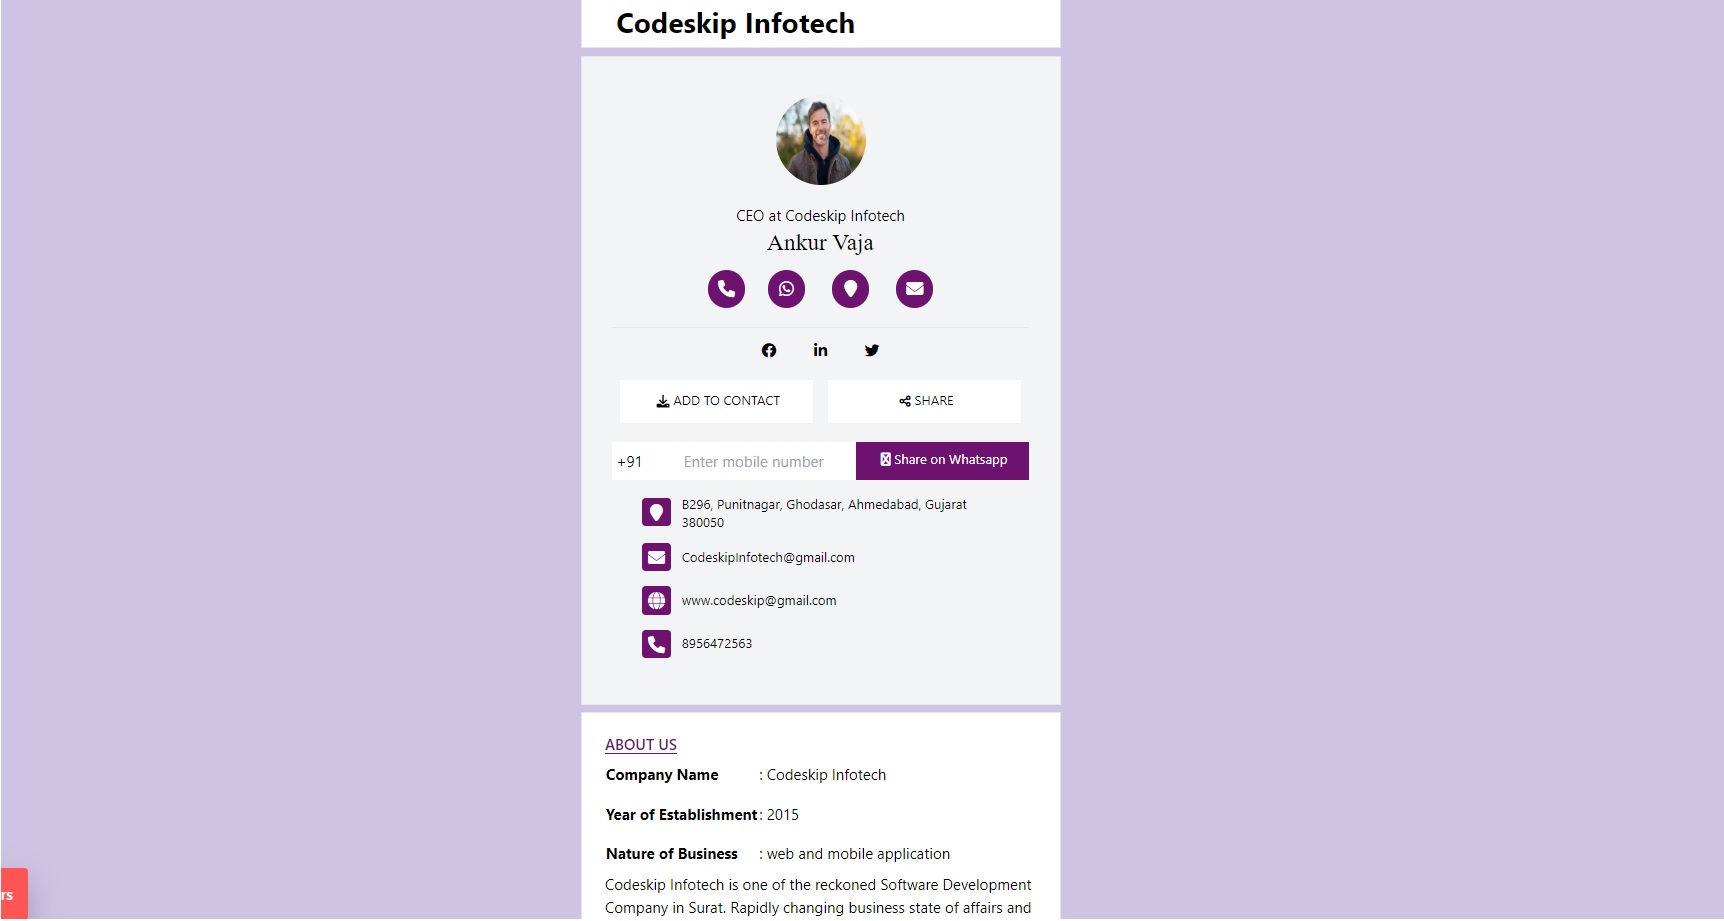 Codeskip Infotech
CEO at Codeskip Infotech
Ankur Vaja
ADD TO CONTACT
SHARE
+91
Enter mobile number
Share on Whatsapp
B296, Punitnagar, Ghodasar, Ahmedabad, Gujarat
380050
CodeskipInfotech@gmail.com
www.codeskip@gmail.com
8956472563
ABOUT US
Company Name : Codeskip Infotech
Year of Establishment : 2015
Nature of Business : web and mobile application
Codeskip Infotech is one of the reckoned Software Development
Company in Surat. Rapidly changing business state of affairs and
rs